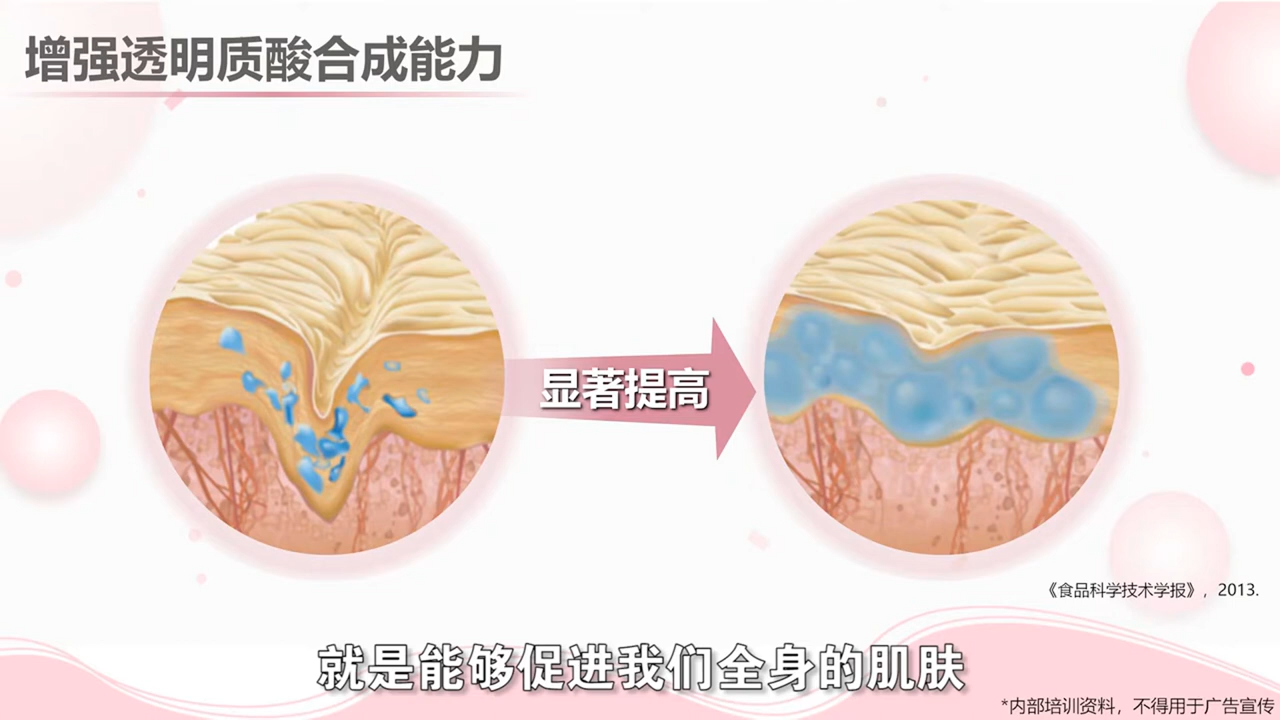 增强透明质酸合成能力
显著提高
《食品科学技术学报》，2013.
就是能够促进我们全身的肌肤
*内部培训资料，不得用于广告宣传